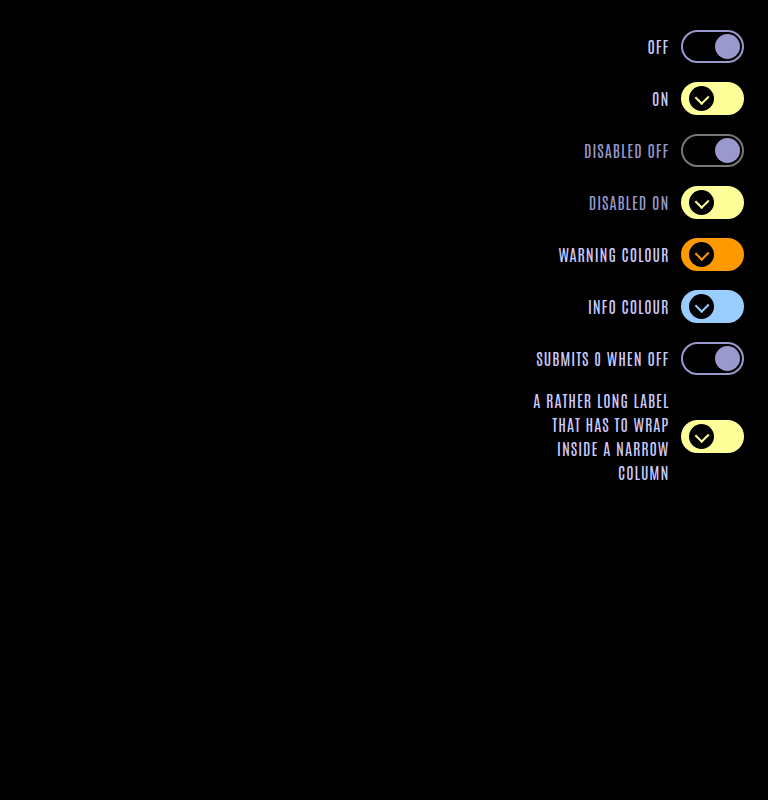 OFF
ON
DISABLED OFF
DISABLED ON
WARNING COLOUR
INFO COLOUR
SUBMITS 0 WHEN OFF
A RATHER LONG LABEL
THAT HAS TO WRAP
INSIDE A NARROW
COLUMN